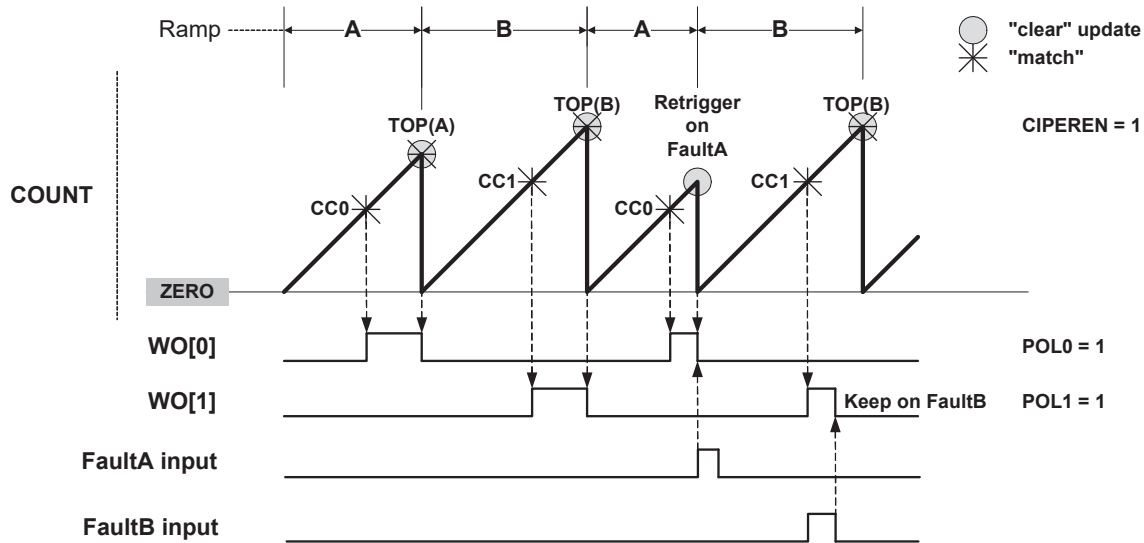 Ramp A B A B
"clear" update
"match"
TOP(A)
TOP(B)
Retrigger
on
FaultA
TOP(B)
CIPEREN = 1
COUNT
CC0
CC1
CC0
CC1
ZERO
WO[0]
POL0 = 1
WO[1]
Keep on FaultB
POL1 = 1
FaultA input
FaultB input